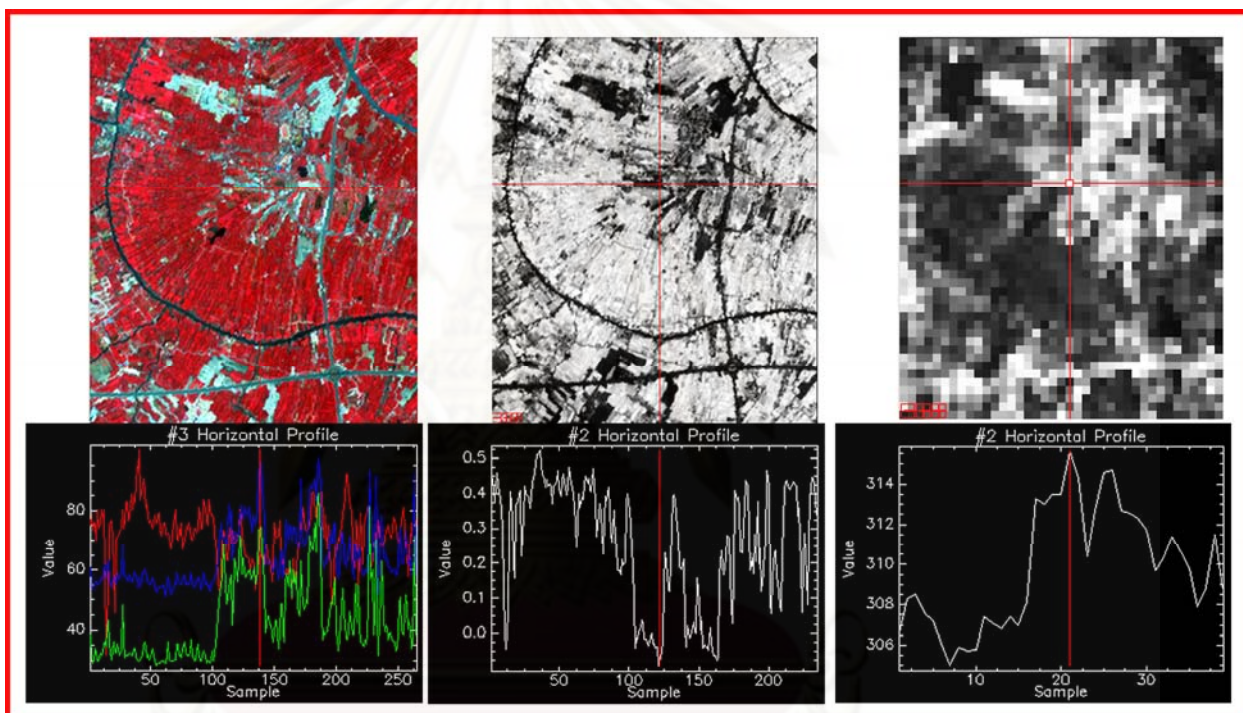 #3 Horizontal Profile
Value
80
60
40
50
100
150
200
250
Sample
#2 Horizontal Profile
Value
0.5
0.4
0.3
0.2
0.1
0.0
50
100
150
200
Sample
#2 Horizontal Profile
Value
314
312
310
308
306
10
20
30
Sample